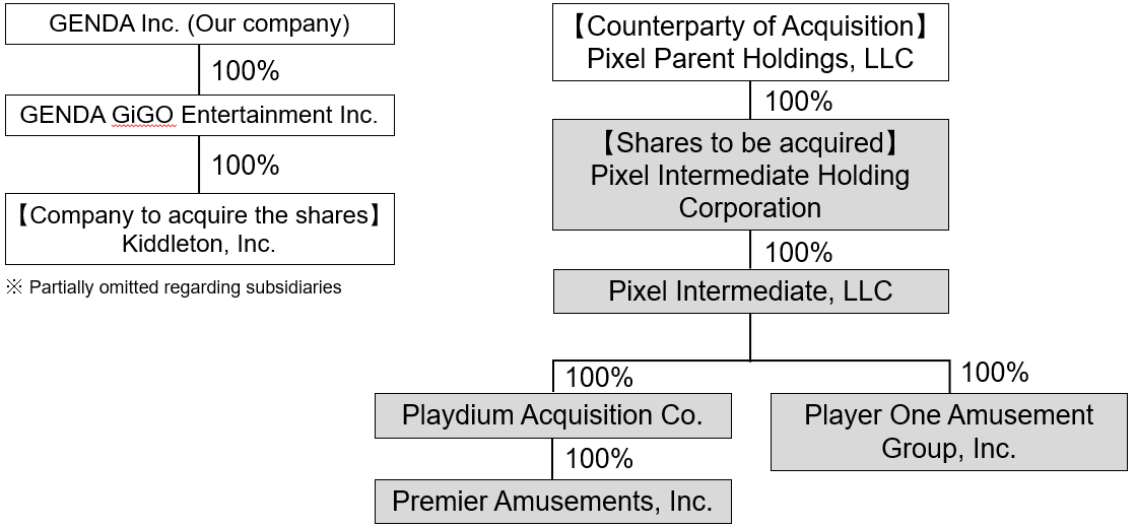 GENDA Inc. (Our company)
100%
GENDA GiGO Entertainment Inc.
100%
【Company to acquire the shares】
Kiddleton, Inc.
※ Partially omitted regarding subsidiaries
【Counterparty of Acquisition】
Pixel Parent Holdings, LLC
100%
【Shares to be acquired】
Pixel Intermediate Holding
Corporation
100%
Pixel Intermediate, LLC
100%
Playdium Acquisition Co.
100%
Premier Amusements, Inc.
100%
Player One Amusement
Group, Inc.